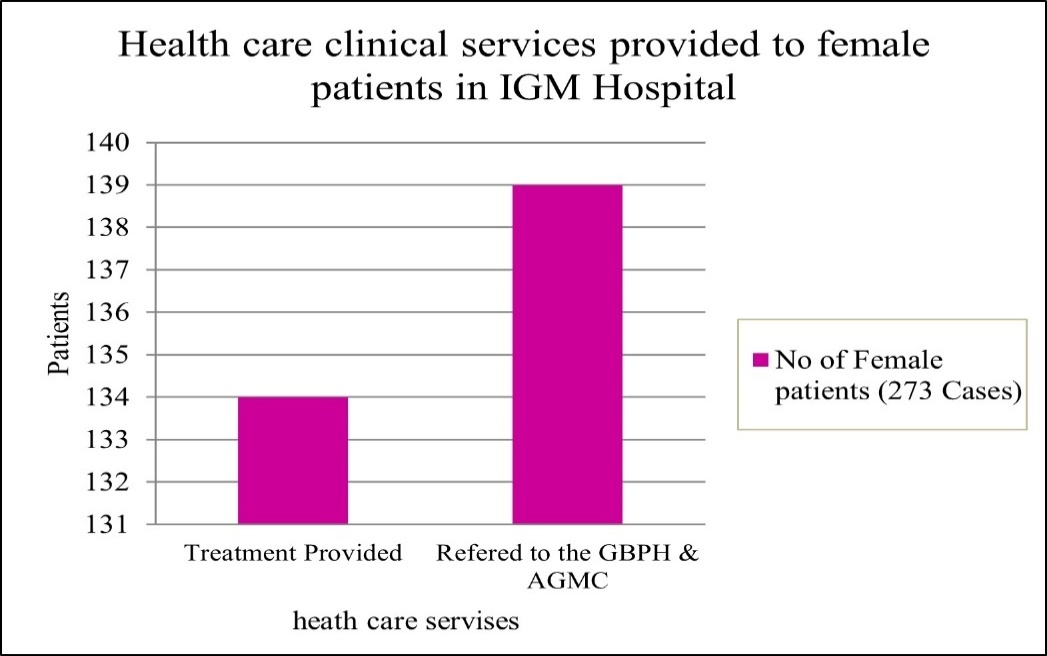 Health care clinical services provided to female
patients in IGM Hospital
140
139
138
137
136
135
134
133
132
131
Patients
Treatment Provided
Refered to the GBPH &
AGMC
heath care servises
No of Female
patients (273 Cases)